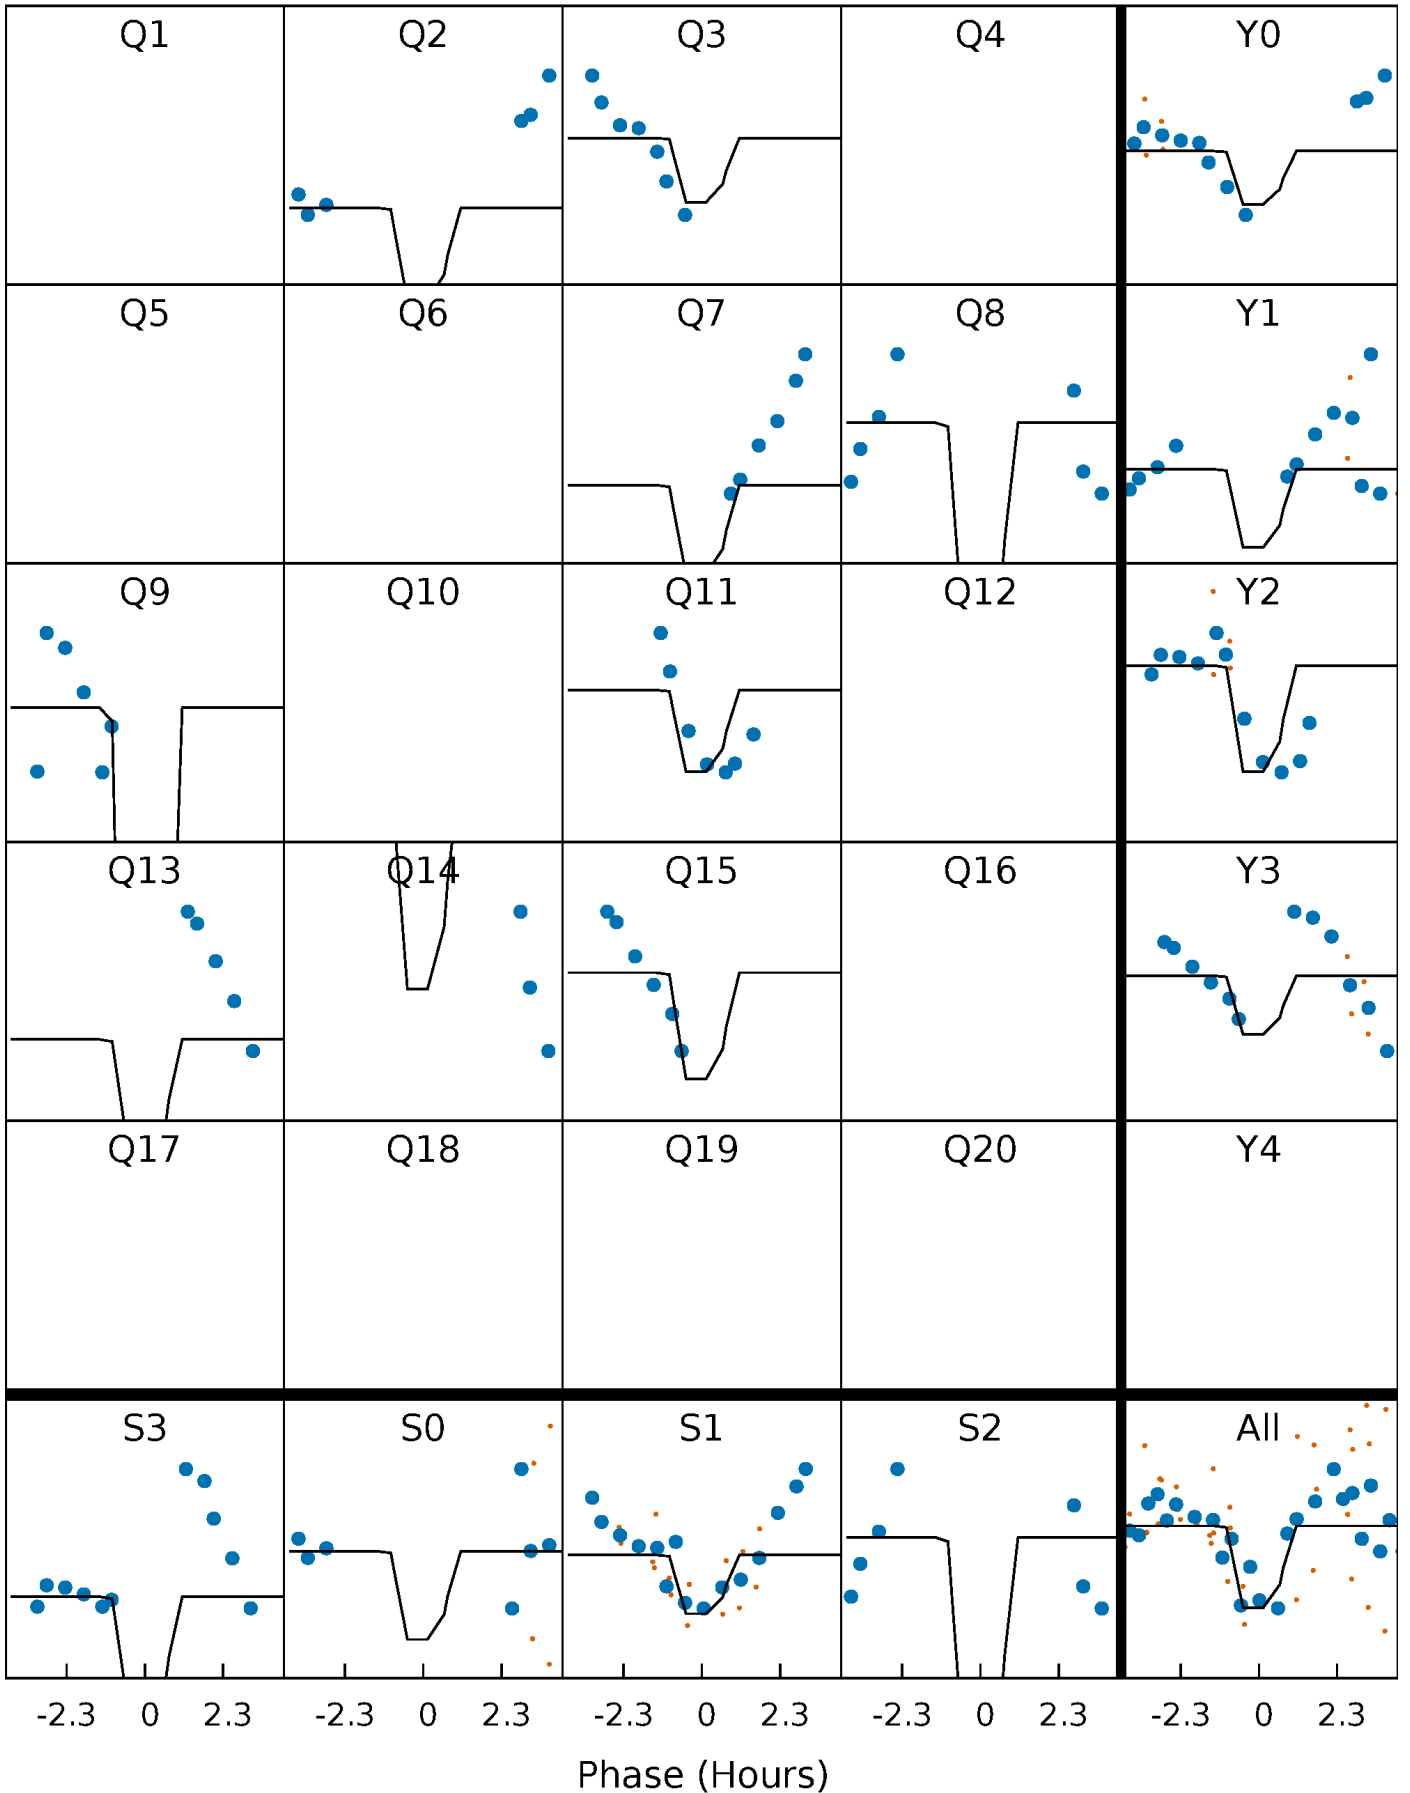 Q1 Q2 Q3 Q4 Y0
Q5 Q6 Q7 Q8 Y1
Q9 Q10 Q11 Q12 Y2
Q13 Q14 Q15 Q16 Y3
Q17 Q18 Q19 Q20 Y4
S3 S0 S1 S2 All
-2.3 0 2.3 -2.3 0 2.3 -2.3 0 2.3 -2.3 0 2.3 -2.3 0 2.3
Phase (Hours)